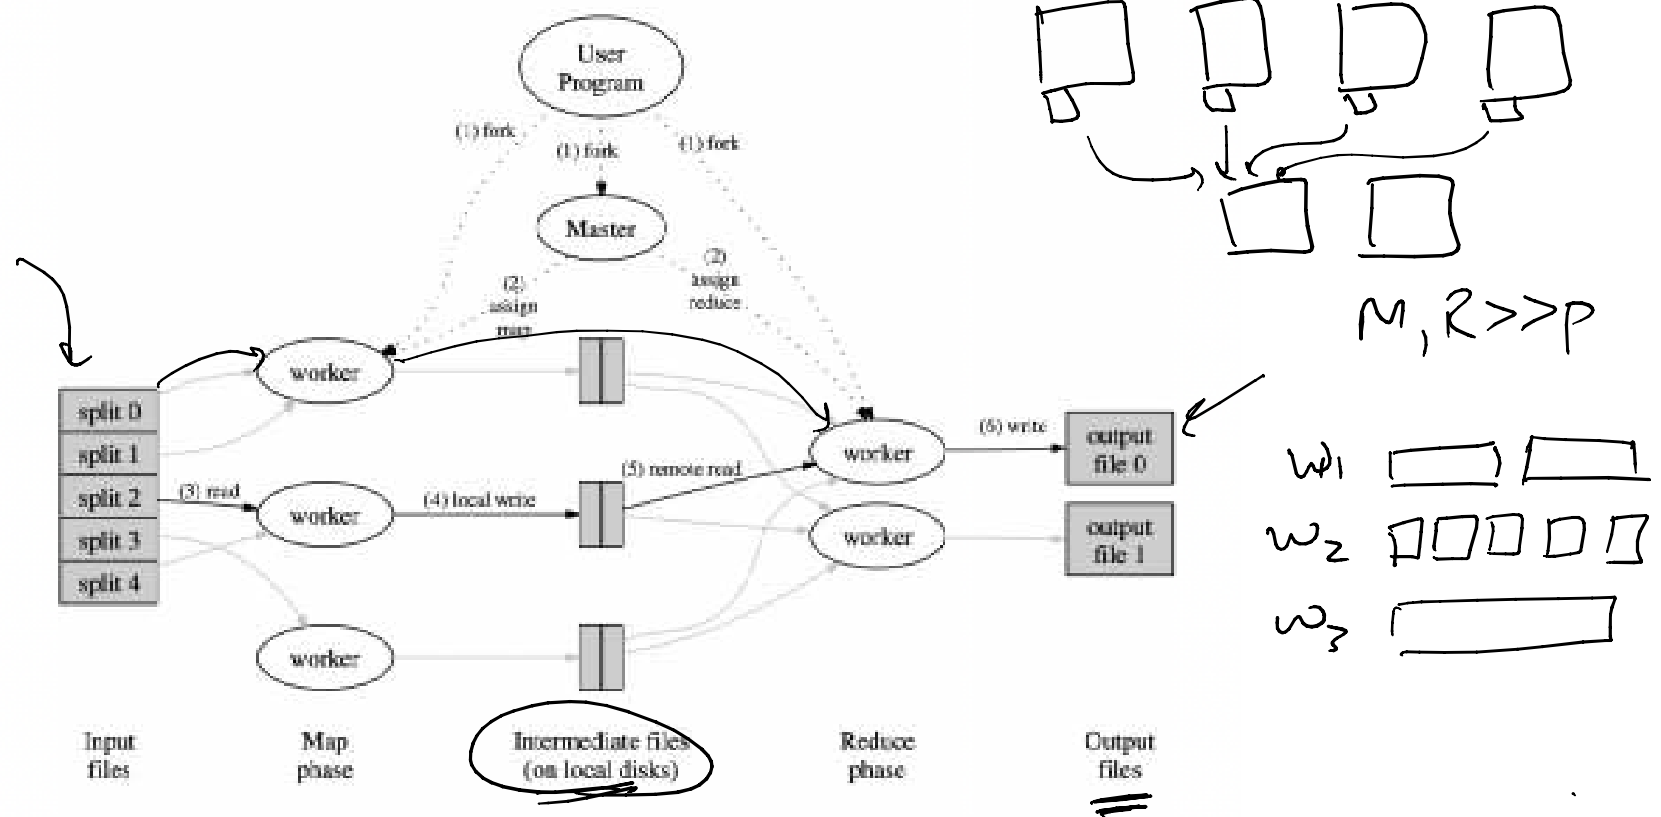 User
Program
(1) fork
(1) fork
(1) fork
Master
(2)
assign
map
(2)
assign
reduce
M, R >> p
worker
split 0
split 1
split 2
split 3
split 4
(3) read
worker
(4) local write
worker
(5) remote read
worker
(6) write
output
file 0
worker
output
file 1
w1
w2
w3
Input
files
Map
phase
Intermediate files
(on local disks)
Reduce
phase
Output
files